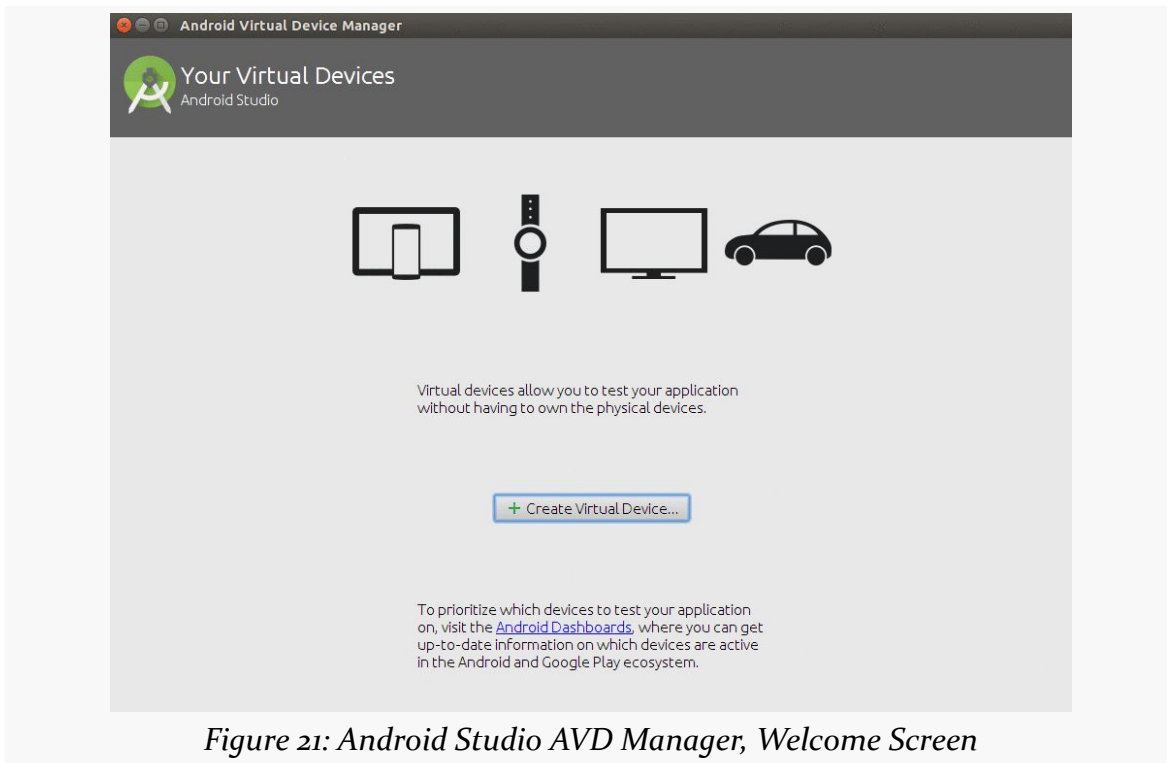 Android Virtual Device Manager
Your Virtual Devices
Android Studio
Virtual devices allow you to test your application
without having to own the physical devices.
+ Create Virtual Device...
To prioritize which devices to test your application
on, visit the Android Dashboards, where you can get
up-to-date information on which devices are active
in the Android and Google Play ecosystem.
Figure 21: Android Studio AVD Manager, Welcome Screen